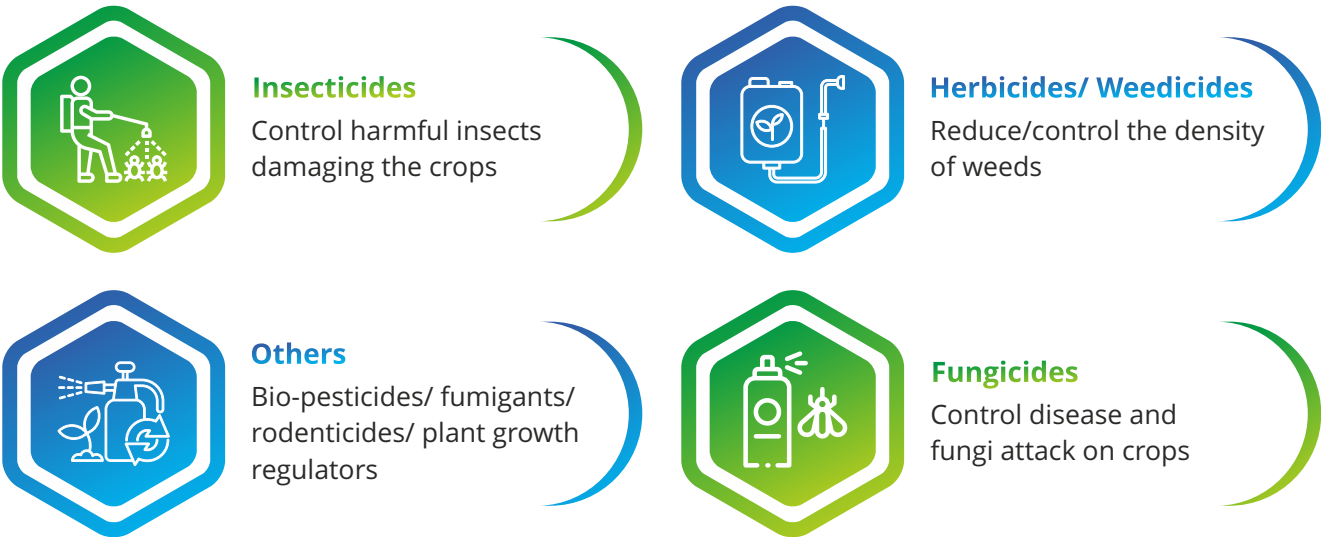 Insecticides
Control harmful insects
damaging the crops
Herbicides/ Weedicides
Reduce/control the density
of weeds
Others
Bio-pesticides/ fumigants/
rodenticides/ plant growth
regulators
Fungicides
Control disease and
fungi attack on crops